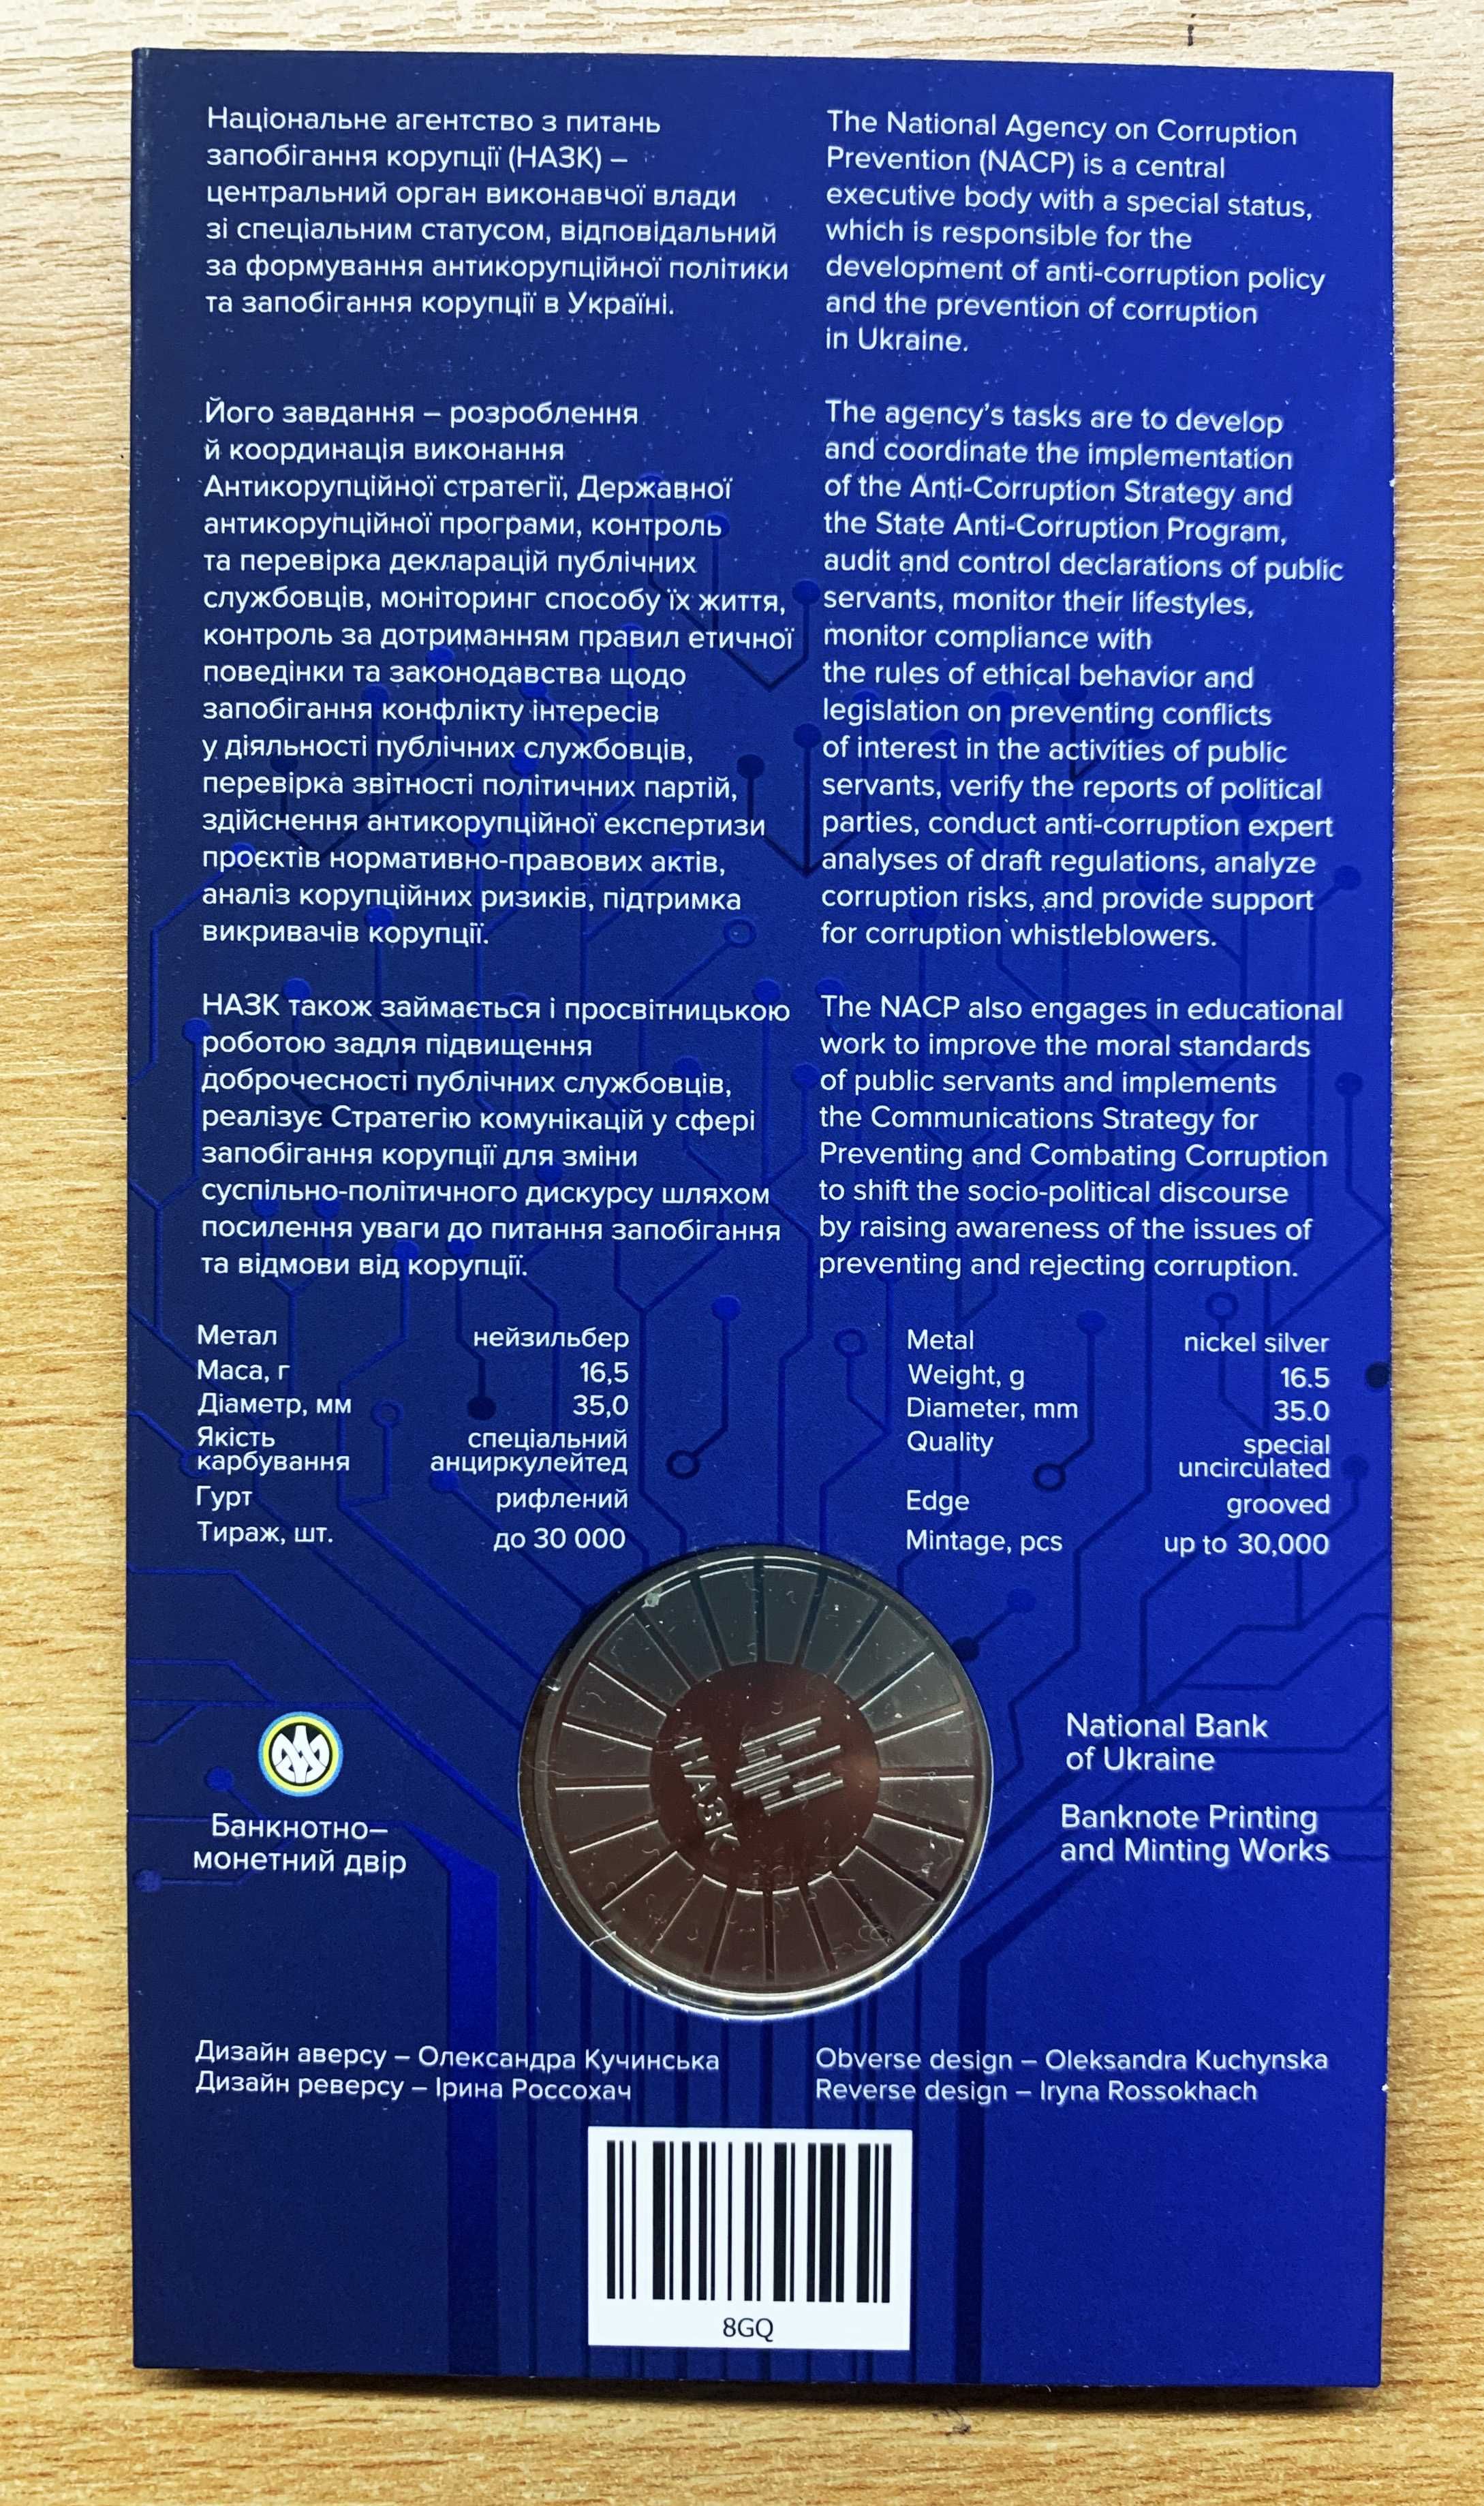 Національне агентство з питань
запобігання корупції (НАЗК) –
центральний орган виконавчої влади
зі спеціальним статусом, відповідальний
за формування антикорупційної політики
та запобігання корупції в Україні.
Його завдання – розроблення
й координація виконання
Антикорупційної стратегії, Державної
антикорупційної програми, контроль
та перевірка декларацій публічних
службовців, моніторинг способу їх життя,
контроль за дотриманням правил етичної
поведінки та законодавства щодо
запобігання конфлікту інтересів
у діяльності публічних службовців,
перевірка звітності політичних партій,
здійснення антикорупційної експертизи
проєктів нормативно-правових актів,
аналіз корупційних ризиків, підтримка
викривачів корупції.
НАЗК також займається і просвітницькою
роботою задля підвищення
доброчесності публічних службовців,
реалізує Стратегію комунікацій у сфері
запобігання корупції для зміни
суспільно-політичного дискурсу шляхом
посилення уваги до питання запобігання
та відмови від корупції.
The National Agency on Corruption
Prevention (NACP) is a central
executive body with a special status,
which is responsible for the
development of anti-corruption policy
and the prevention of corruption
in Ukraine.
The agency's tasks are to develop
and coordinate the implementation
of the Anti-Corruption Strategy and
the State Anti-Corruption Program,
audit and control declarations of public
servants, monitor their lifestyles,
monitor compliance with
the rules of ethical behavior and
legislation on preventing conflicts
of interest in the activities of public
servants, verify the reports of political
parties, conduct anti-corruption expert
analyses of draft regulations, analyze
corruption risks, and provide support
for corruption whistleblowers.
The NACP also engages in educational
work to improve the moral standards
of public servants and implements
the Communications Strategy for
Preventing and Combating Corruption
to shift the socio-political discourse
by raising awareness of the issues of
preventing and rejecting corruption.
Метал нейзильбер
Маса, г 16,5
Діаметр, мм 35,0
Якість спеціальний
карбування анциркулейтед
Гурт рифлений
Тираж, шт. до 30 000
Metal nickel silver
Weight, g 16.5
Diameter, mm 35.0
Quality special
uncirculated
Edge grooved
Mintage, pcs up to 30,000
НАЗК
Банкнотно–
монетний двір
National Bank
of Ukraine
Banknote Printing
and Minting Works
Дизайн аверсу – Олександра Кучинська
Дизайн реверсу – Ірина Россохач
Obverse design – Oleksandra Kuchynska
Reverse design – Iryna Rossokhach
8GQ